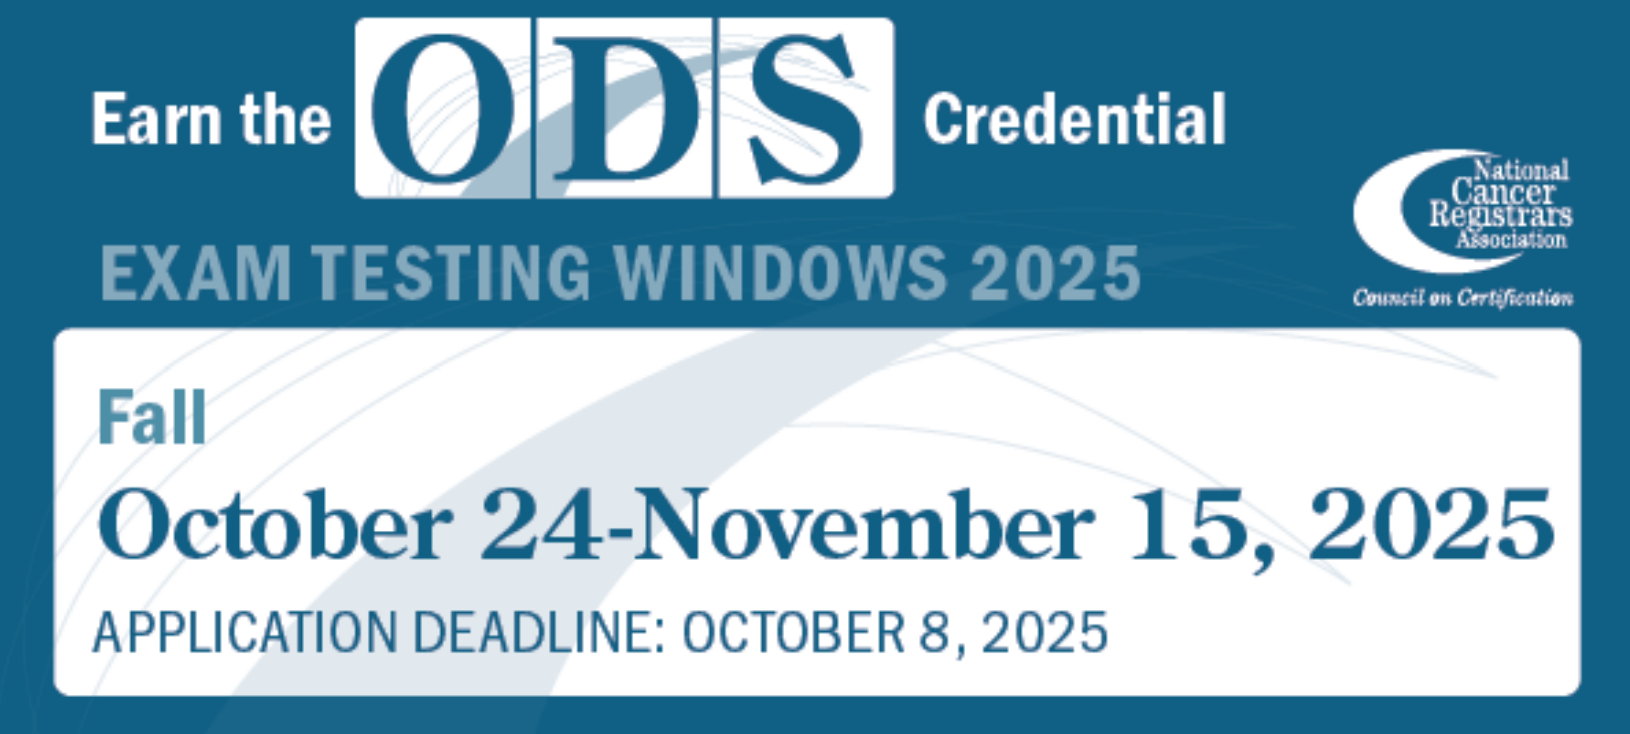 Earn the ODS Credential
National
Cancer
Registrars
Association
Council on Certification
EXAM TESTING WINDOWS 2025
Fall
October 24-November 15, 2025
APPLICATION DEADLINE: OCTOBER 8, 2025